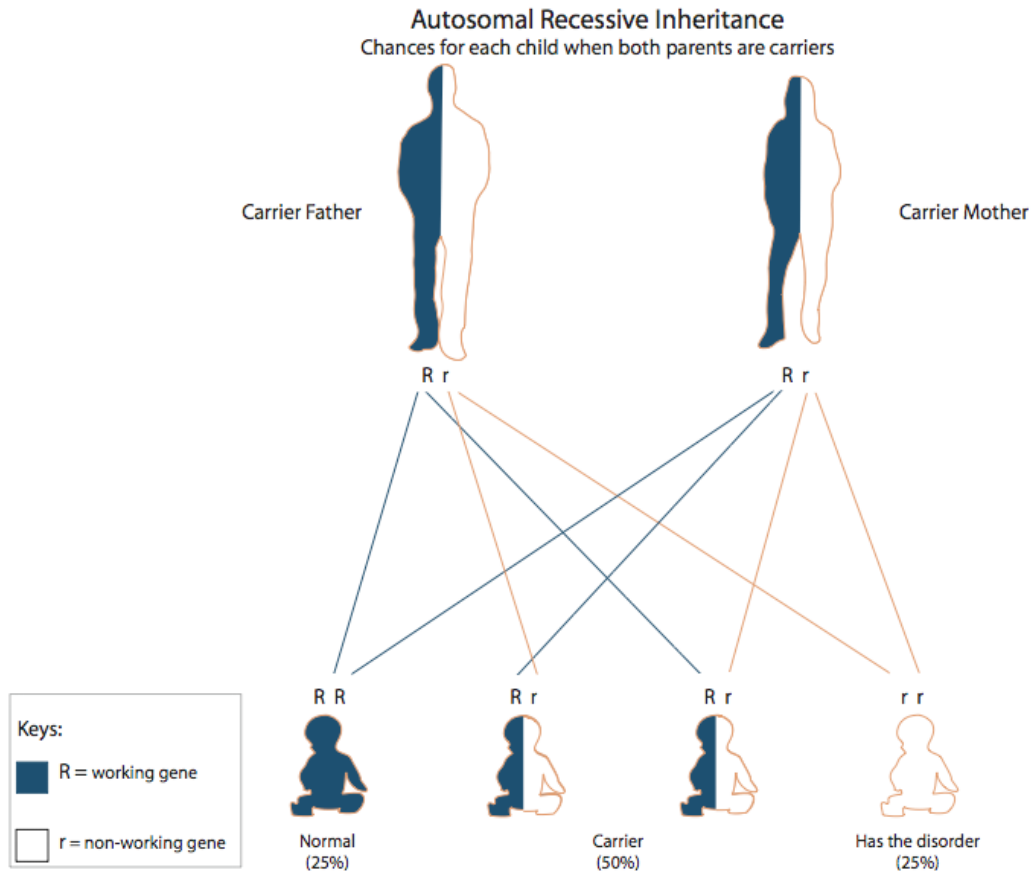 Autosomal Recessive Inheritance
Chances for each child when both parents are carriers
Carrier Father
Carrier Mother
R r
R r
R R
R r
R r
r r
Keys:
R = working gene
r = non-working gene
Normal
(25%)
Carrier
(50%)
Has the disorder
(25%)